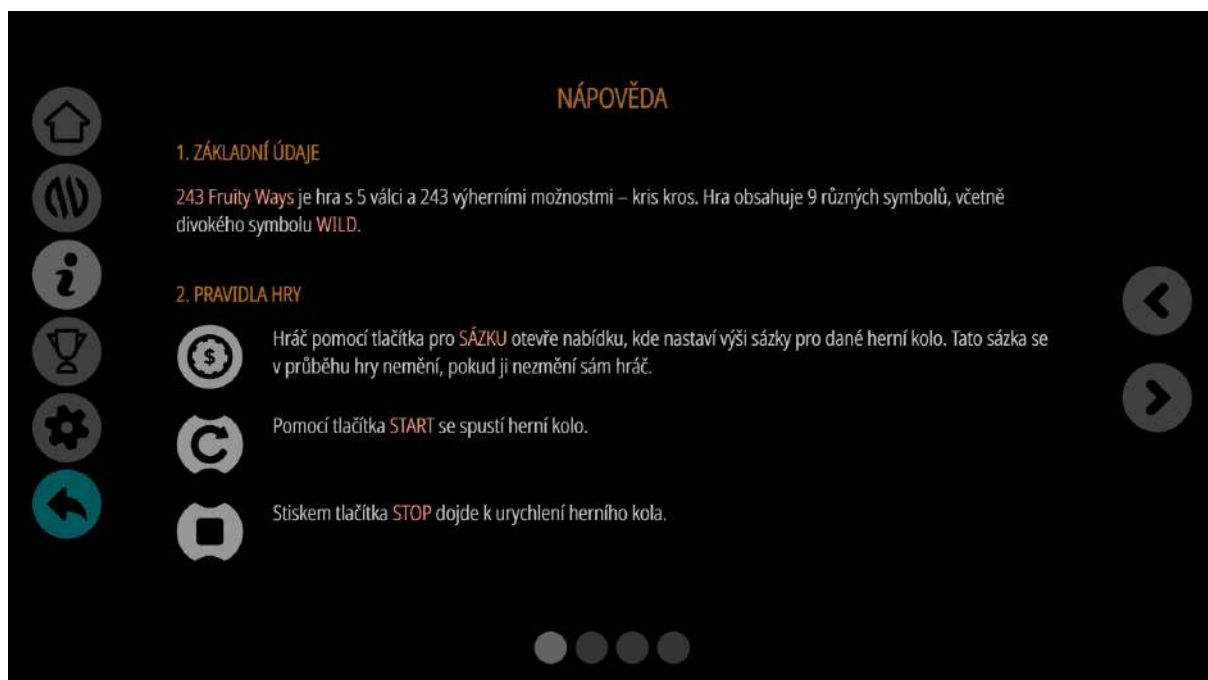 NÁPOVĚDA
1. ZÁKLADNÍ ÚDAJE
243 Fruity Ways je hra s 5 válci a 243 výherními možnostmi – kris kros. Hra obsahuje 9 různých symbolů, včetně
divokého symbolu WILD.
2. PRAVIDLA HRY
Hráč pomocí tlačítka pro SÁZKU otevře nabídku, kde nastaví výši sázky pro dané herní kolo. Tato sázka se
v průběhu hry nemění, pokud ji nezmění sám hráč.
Pomocí tlačítka START se spustí herní kolo.
Stiskem tlačítka STOP dojde k urychlení herního kola.